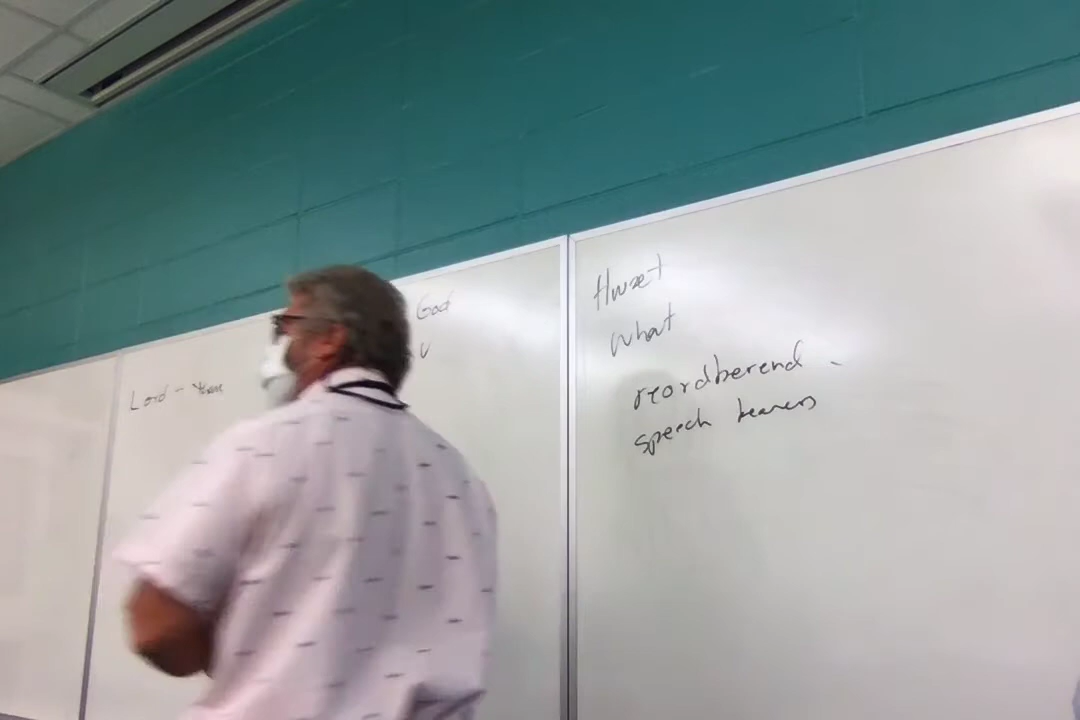 Lord -
God
Hwæt
what
reordberend
speech bearers